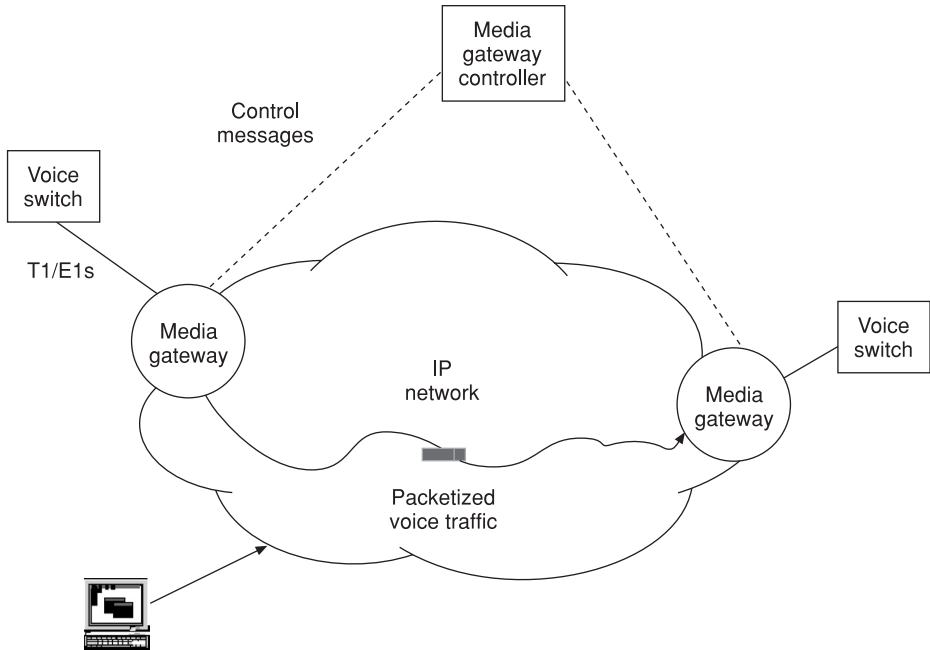 Media
gateway
controller
Control
messages
Voice
switch
T1/E1s
Media
gateway
Voice
switch
IP
network
Media
gateway
Packetized
voice traffic